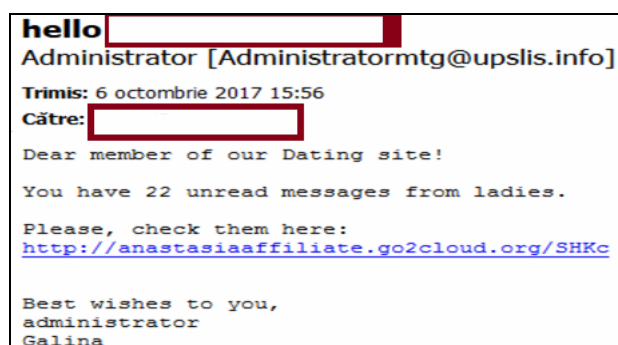 hello
Administrator [Administratormtg@upslis.info]
Trimis: 6 octombrie 2017 15:56
Către:
Dear member of our Dating site!
You have 22 unread messages from ladies.
Please, check them here:
http://anastasiaaffiliate.go2cloud.org/SHKc
Best wishes to you,
administrator
Galina